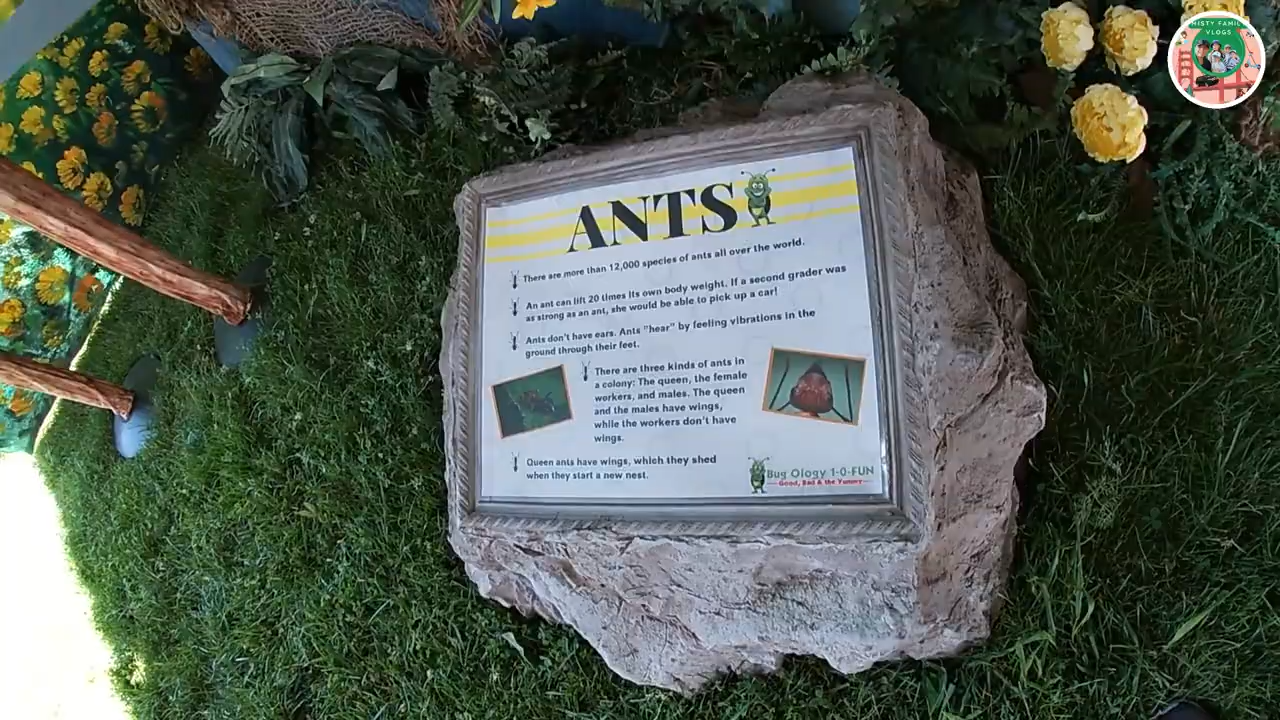 MISTY FAMILY
VLOGS
ANTS
There are more than 12,000 species of ants all over the world.
An ant can lift 20 times its own body weight. If a second grader was
as strong as an ant, she would be able to pick up a car!
Ants don't have ears. Ants "hear" by feeling vibrations in the
ground through their feet.
There are three kinds of ants in
a colony: The queen, the female
workers, and males. The queen
and the males have wings,
while the workers don't have
wings.
Queen ants have wings, which they shed
when they start a new nest.
Bug Ology 1-0-FUN
Good, Bad & the Yummy